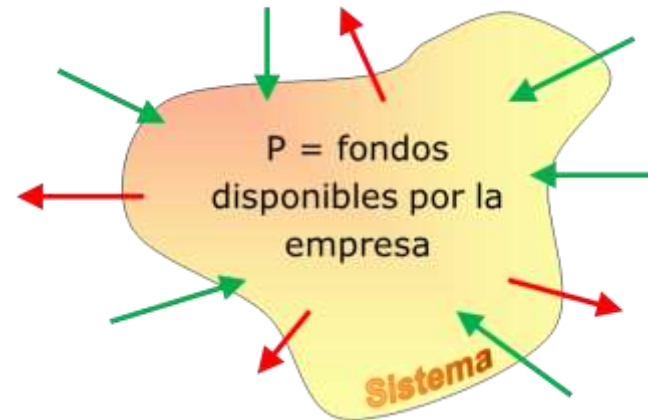 P = fondos
disponibles por la
empresa
Sistema